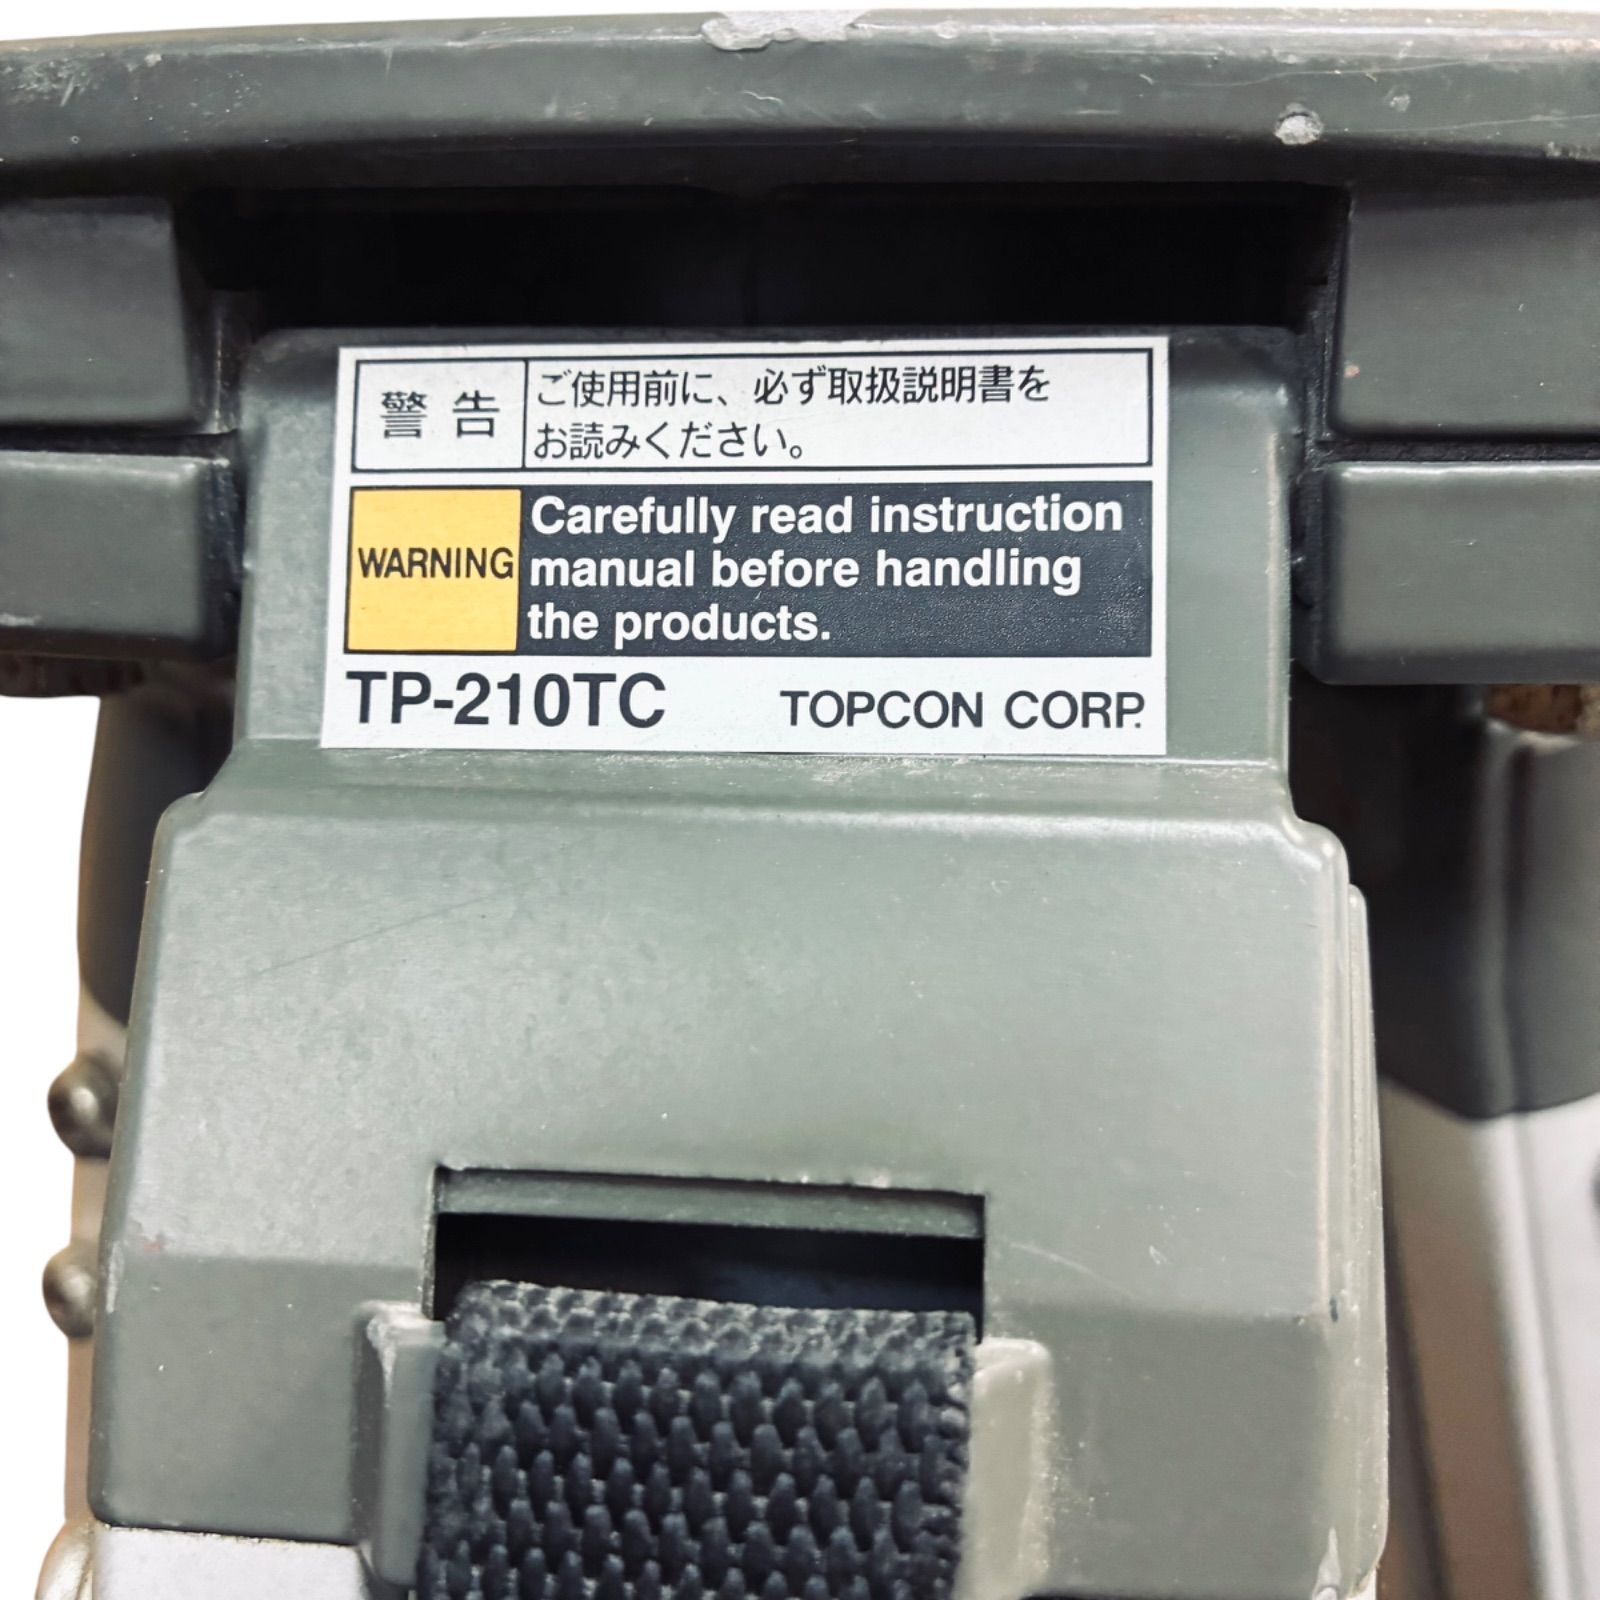 警告
ご使用前に、必ず取扱説明書を
お読みください。
WARNING
Carefully read instruction
manual before handling
the products.
TP-210TC TOPCON CORP.